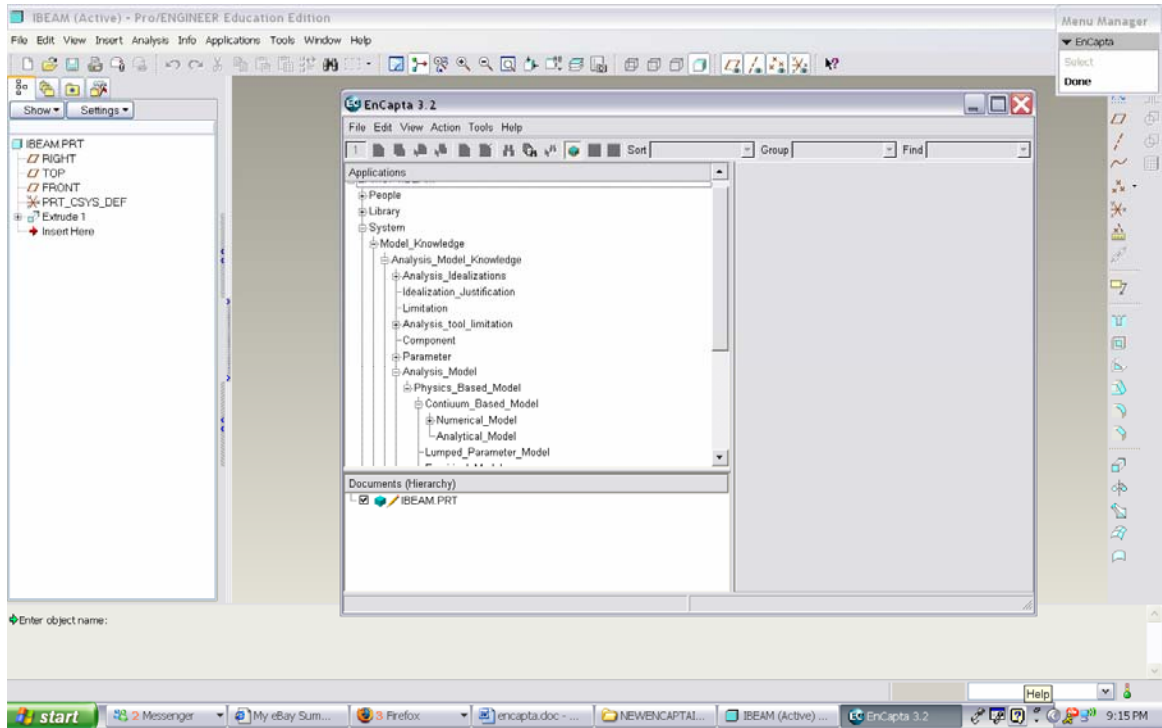 IBEAM (Active) - Pro/ENGINEER Education Edition
File Edit View Insert Analysis Info Applications Tools Window Help
Menu Manager
EnCapta
Select
Done
Show
Settings
IBEAM.PRT
RIGHT
TOP
FRONT
PRT_CSYS_DEF
Extrude 1
Insert Here
EnCapta 3.2
File Edit View Action Tools Help
1
Sort
Group
Find
Applications
People
Library
System
Model_Knowledge
Analysis_Model_Knowledge
Analysis_Idealizations
Idealization_Justification
Limitation
Analysis_tool_limitation
Component
Parameter
Analysis_Model
Physics_Based_Model
Contiuum_Based_Model
Numerical_Model
Analytical_Model
Lumped_Parameter_Model
Documents (Hierarchy)
IBEAM.PRT
Enter object name:
Help
start
2 Messenger
My eBay Sum...
3 Firefox
encapta.doc - ...
NEWENCAPTAI...
IBEAM (Active) ...
EnCapta 3.2
9:15 PM